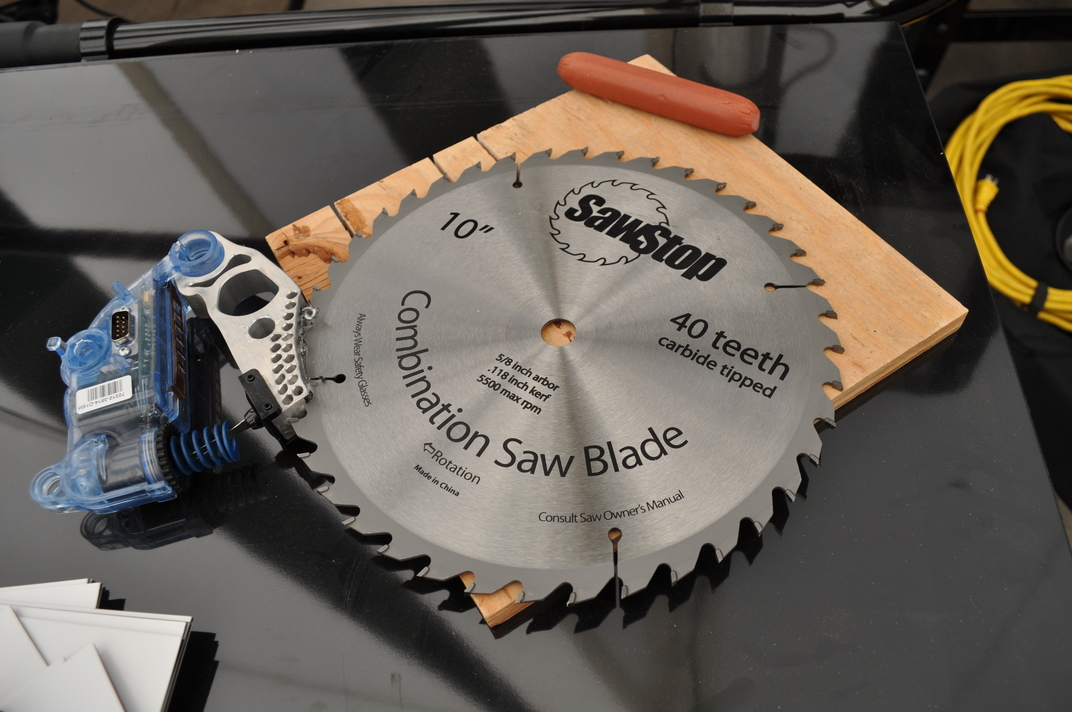 SawStop
10”
40 teeth
carbide tipped
5/8 inch arbor
.118 inch kerf
5500 max rpm
Always Wear Safety Glasses
Combination Saw Blade
⇦Rotation
Made in China
Consult Saw Owner's Manual